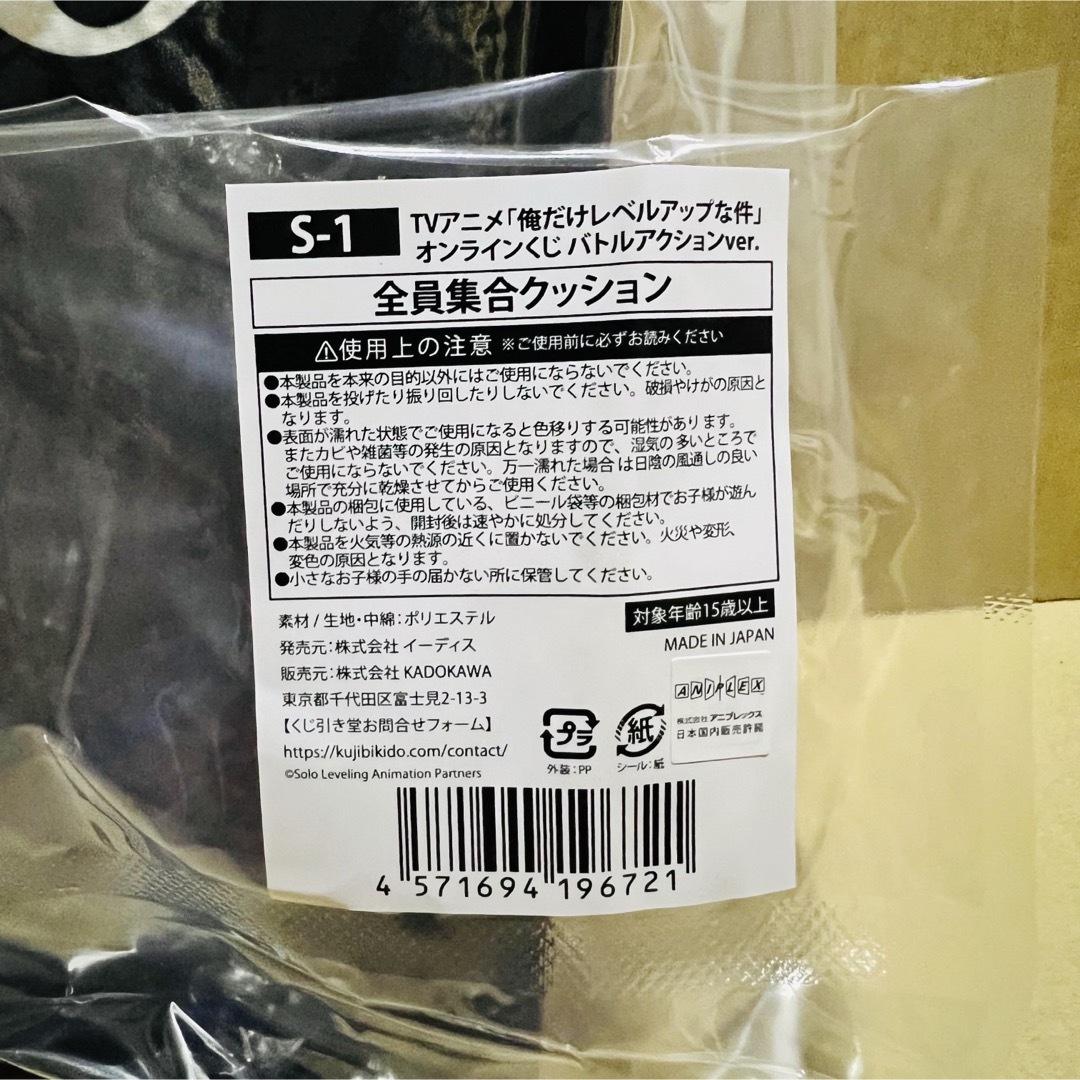 S-1
TVアニメ「俺だけレベルアップな件」
オンラインくじ バトルアクションver.
全員集合クッション
⚠使用上の注意 ※ご使用前に必ずお読みください
●本製品を本来の目的以外にはご使用にならないでください。
●本製品を投げたり振り回したりしないでください。破損やけがの原因と
なります。
●表面が濡れた状態でご使用になると色移りする可能性があります。
またカビや雑菌等の発生の原因となりますので、湿気の多いところで
ご使用にならないでください。万一濡れた場合は日陰の風通しの良い
場所で充分に乾燥させてからご使用ください。
●本製品の梱包に使用している、ビニール袋等の梱包材でお子様が遊ん
だりしないよう、開封後は速やかに処分してください。
●本製品を火気等の熱源の近くに置かないでください。火災や変形、
変色の原因となります。
●小さなお子様の手の届かない所に保管してください。
対象年齢15歳以上
MADE IN JAPAN
素材 / 生地・中綿：ポリエステル
発売元：株式会社 イーディス
販売元：株式会社 KADOKAWA
東京都千代田区富士見2-13-3
【くじ引き堂お問合せフォーム】
https://kujibikido.com/contact/
©Solo Leveling Animation Partners
プラ
外装：PP
紙
シール：紙
ANIPLEX
株式会社 アニプレックス
日本国内販売許諾
4 571694 196721